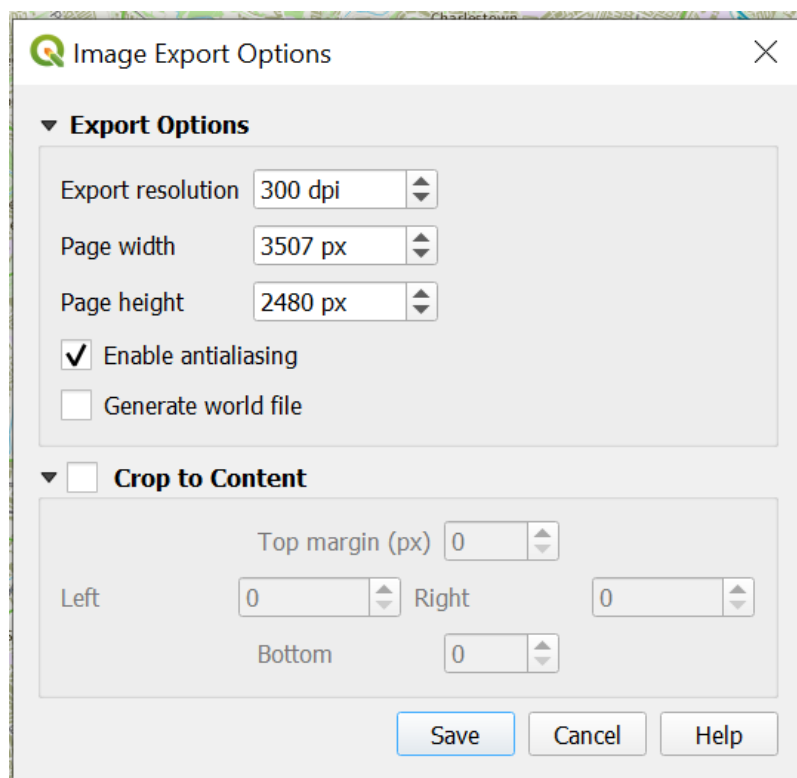 Charlestown
Image Export Options
Export Options
Export resolution 300 dpi
Page width 3507 px
Page height 2480 px
Enable antialiasing
Generate world file
Crop to Content
Top margin (px) 0
Left 0 Right 0
Bottom 0
Save Cancel Help